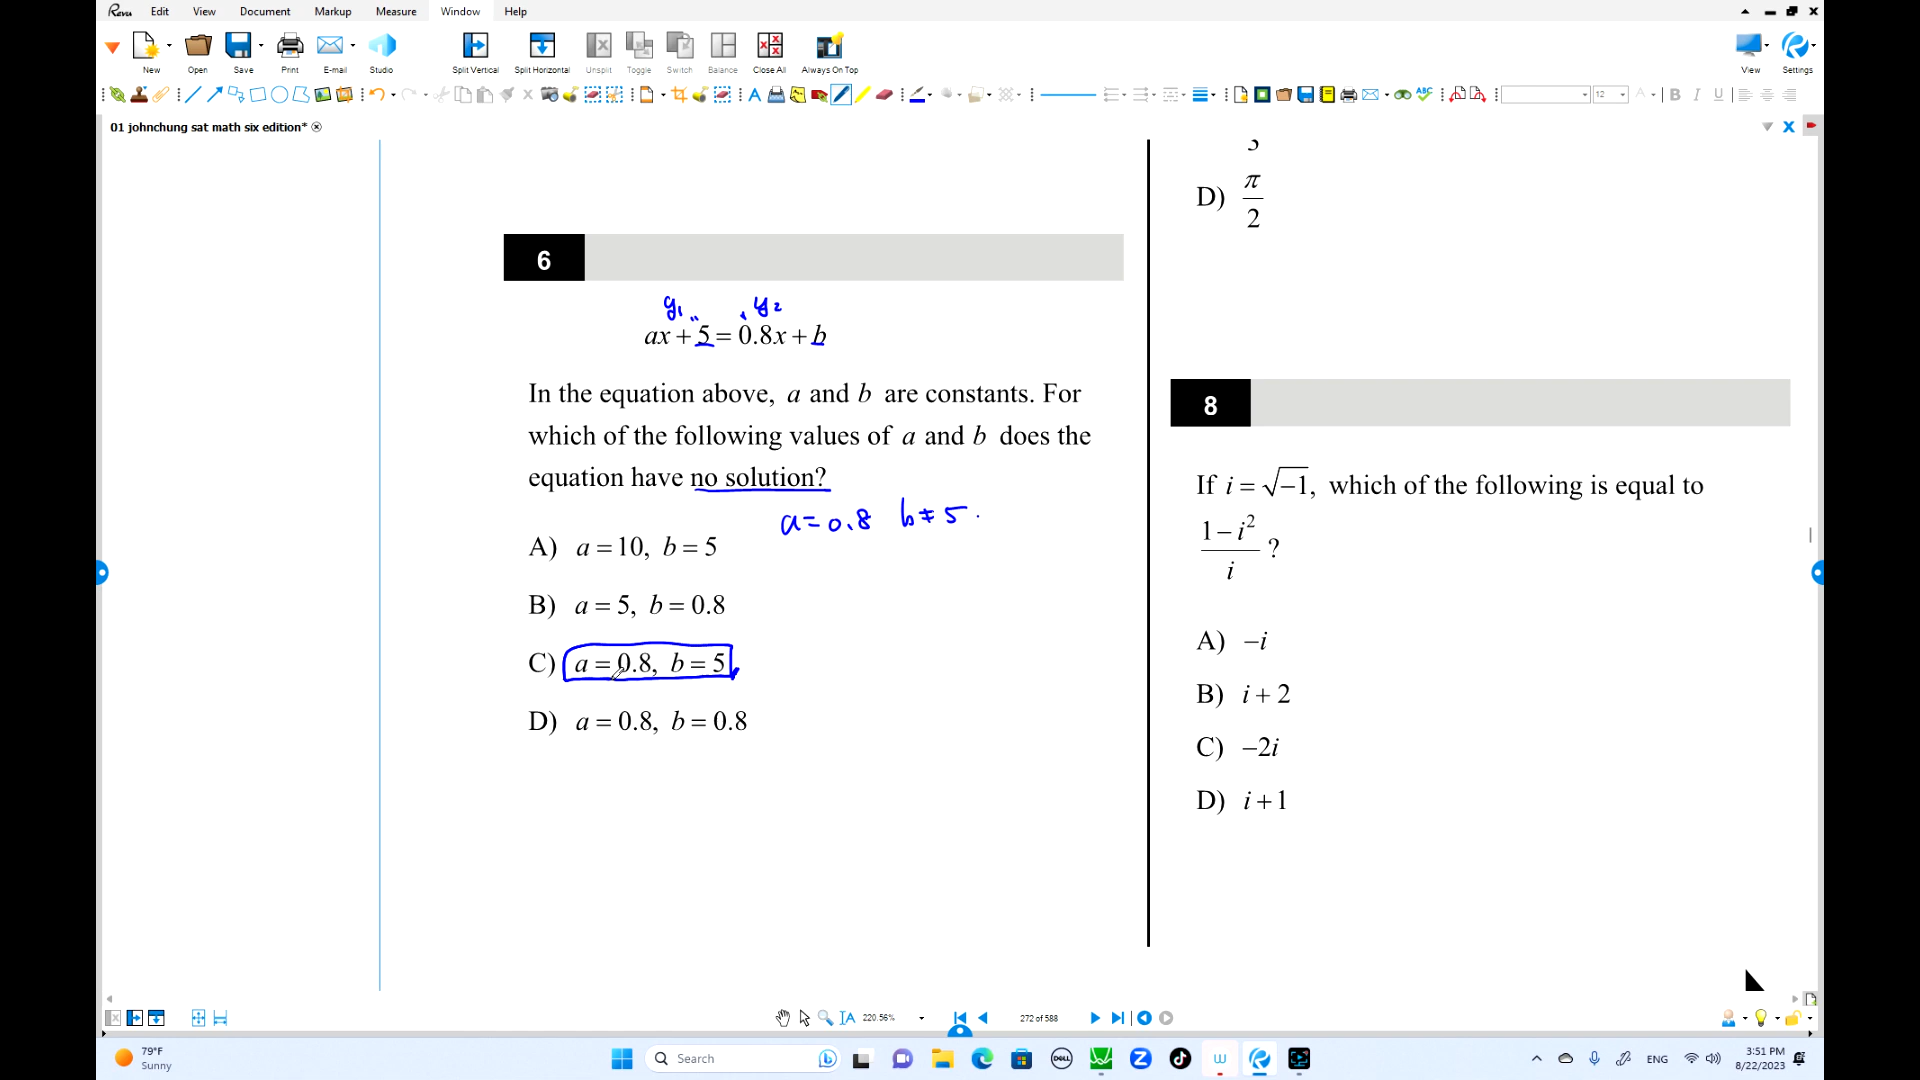 Revu Edit View Document Markup Measure Window Help
New Open Save Print E-mail Studio Split Vertical Split Horizontal Unsplit Toggle Switch Balance Close All Always On Top View Settings
12
01 johnchung sat math six edition*
6
y1 y2
ax + 5 = 0.8x + b
In the equation above, a and b are constants. For
which of the following values of a and b does the
equation have no solution?
a = 0.8 b ≠ 5.
A) a = 10, b = 5
B) a = 5, b = 0.8
C) a = 0.8, b = 5
D) a = 0.8, b = 0.8
D) π/2
8
If i = √−1, which of the following is equal to
(1 − i²)/i ?
A) −i
B) i + 2
C) −2i
D) i + 1
220.56% 272 of 588
79°F
Sunny
Search
DELL
ENG
3:51 PM
8/22/2023